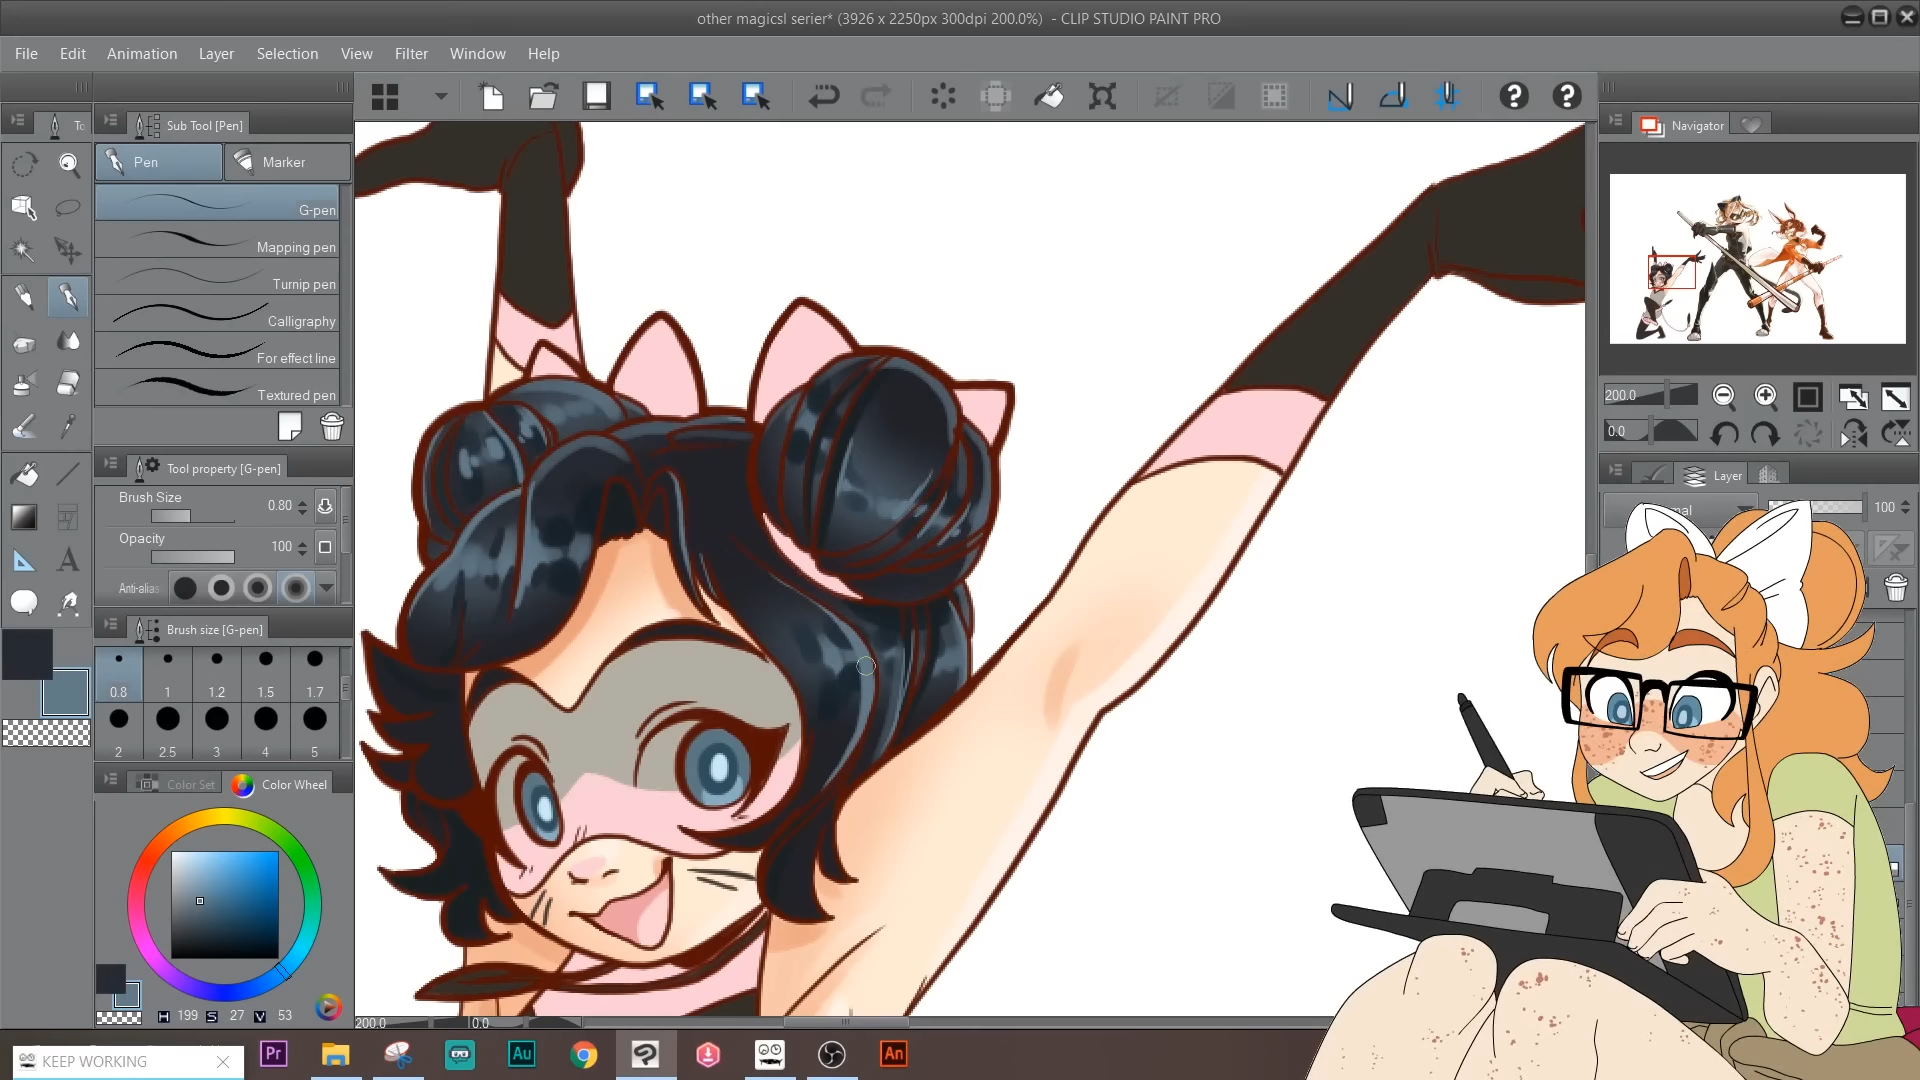 other magicsl serier* (3926 x 2250px 300dpi 200.0%)  - CLIP STUDIO PAINT PRO
File Edit Animation Layer Selection View Filter Window Help
Tc
Sub Tool [Pen]
Navigator
Pen
Marker
G-pen
Mapping pen
Turnip pen
Calligraphy
For effect line
Textured pen
200.0
0.0
Tool property [G-pen]
Layer
Brush Size 0.80
100
Opacity 100
Anti-alias
Brush size [G-pen]
0.8 1 1.2 1.5 1.7
2 2.5 3 4 5
Color Set Color Wheel
H 199 S 27 V 53
200.0 0.0
KEEP WORKING
Pr
Au
An